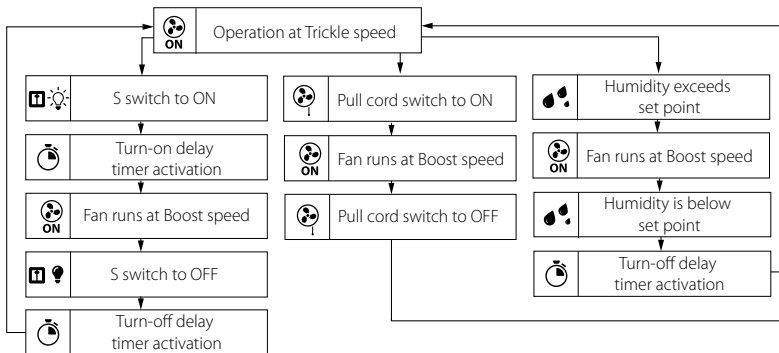 ON
Operation at Trickle speed
S switch to ON
Turn-on delay
timer activation
ON
Fan runs at Boost speed
S switch to OFF
Turn-off delay
timer activation
Pull cord switch to ON
ON
Fan runs at Boost speed
Pull cord switch to OFF
Humidity exceeds
set point
ON
Fan runs at Boost speed
Humidity is below
set point
Turn-off delay
timer activation